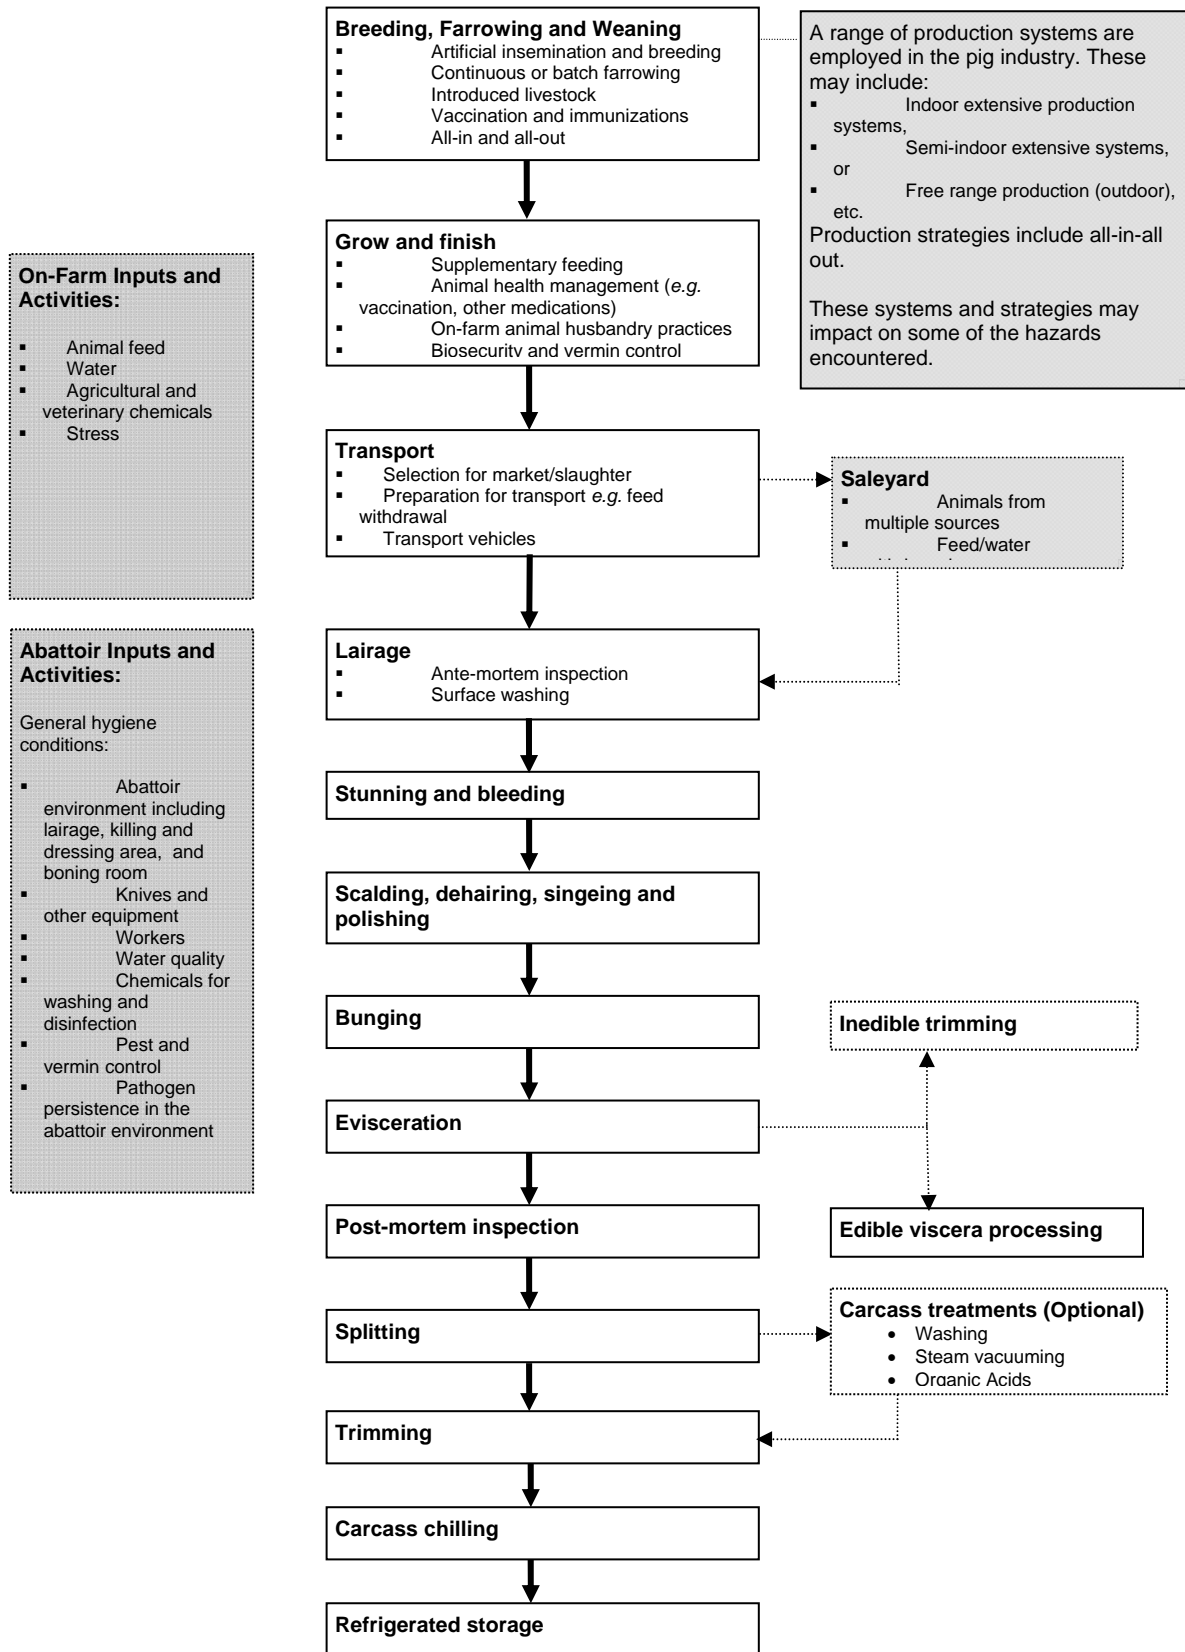 Breeding, Farrowing and Weaning
▪ Artificial insemination and breeding
▪ Continuous or batch farrowing
▪ Introduced livestock
▪ Vaccination and immunizations
▪ All-in and all-out
A range of production systems are
employed in the pig industry. These
may include:
▪ Indoor extensive production
systems,
▪ Semi-indoor extensive systems,
or
▪ Free range production (outdoor),
etc.
Production strategies include all-in-all
out.
These systems and strategies may
impact on some of the hazards
encountered.
Grow and finish
▪ Supplementary feeding
▪ Animal health management (e.g.
vaccination, other medications)
▪ On-farm animal husbandry practices
▪ Biosecurity and vermin control
On-Farm Inputs and
Activities:
▪ Animal feed
▪ Water
▪ Agricultural and
veterinary chemicals
▪ Stress
Transport
▪ Selection for market/slaughter
▪ Preparation for transport e.g. feed
withdrawal
▪ Transport vehicles
Saleyard
▪ Animals from
multiple sources
▪ Feed/water
Lairage
▪ Ante-mortem inspection
▪ Surface washing
Abattoir Inputs and
Activities:
General hygiene
conditions:
▪ Abattoir
environment including
lairage, killing and
dressing area, and
boning room
▪ Knives and
other equipment
▪ Workers
▪ Water quality
▪ Chemicals for
washing and
disinfection
▪ Pest and
vermin control
▪ Pathogen
persistence in the
abattoir environment
Stunning and bleeding
Scalding, dehairing, singeing and
polishing
Bunging
Inedible trimming
Evisceration
Post-mortem inspection
Edible viscera processing
Splitting
Carcass treatments (Optional)
• Washing
• Steam vacuuming
• Organic Acids
Trimming
Carcass chilling
Refrigerated storage